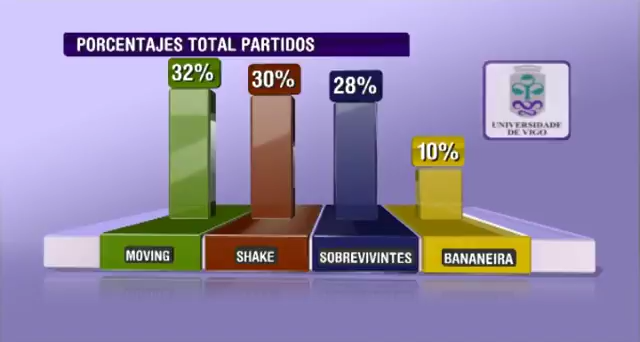 PORCENTAJES TOTAL PARTIDOS
32%
30%
28%
10%
UNIVERSIDADE
DE VIGO
MOVING
SHAKE
SOBREVIVINTES
BANANEIRA